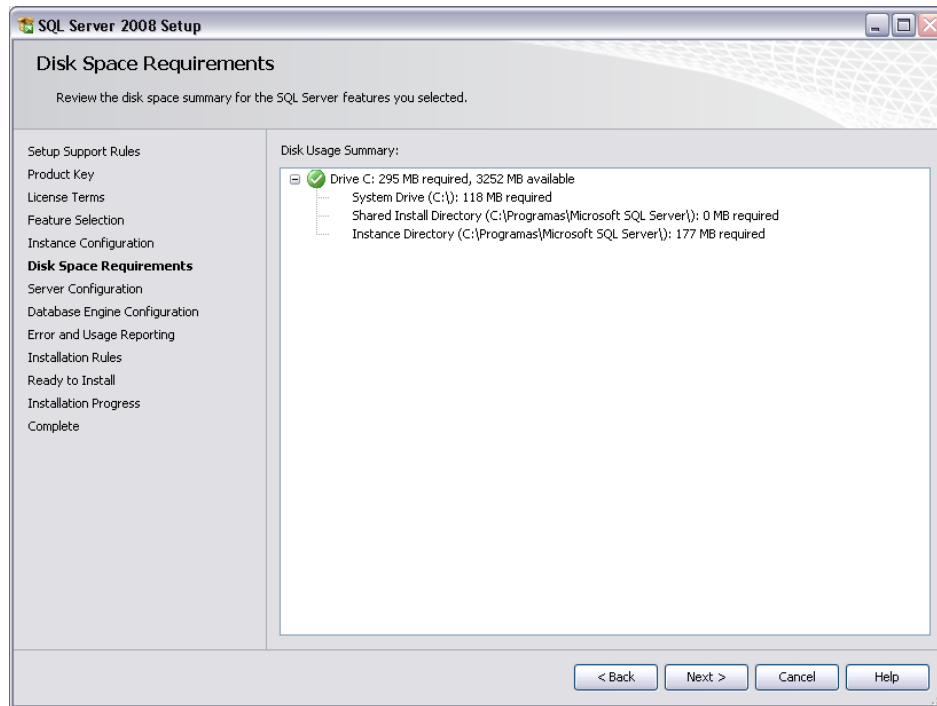 SQL Server 2008 Setup
Disk Space Requirements
Review the disk space summary for the SQL Server features you selected.
Setup Support Rules
Product Key
License Terms
Feature Selection
Instance Configuration
Disk Space Requirements
Server Configuration
Database Engine Configuration
Error and Usage Reporting
Installation Rules
Ready to Install
Installation Progress
Complete
Disk Usage Summary:
Drive C: 295 MB required, 3252 MB available
System Drive (C:\): 118 MB required
Shared Install Directory (C:\Programas\Microsoft SQL Server\): 0 MB required
Instance Directory (C:\Programas\Microsoft SQL Server\): 177 MB required
< Back
Next >
Cancel
Help